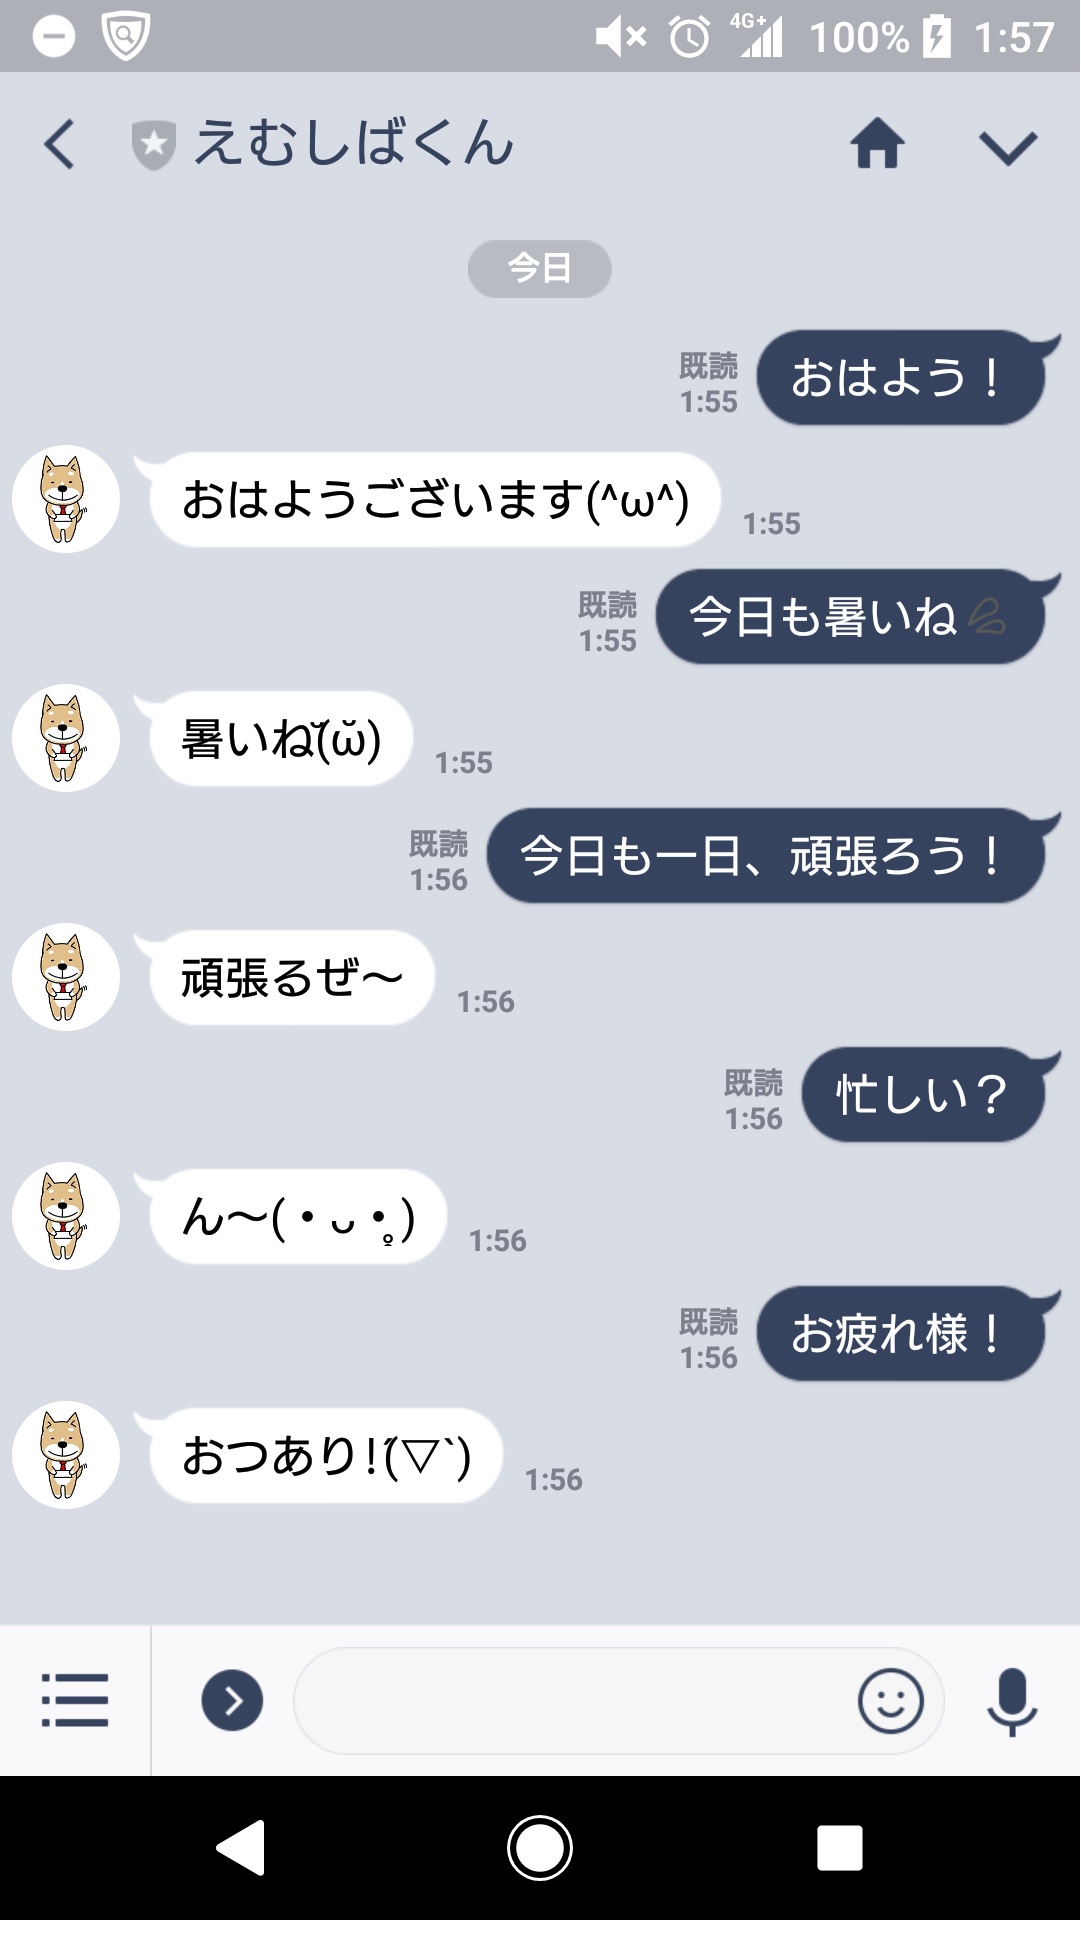 4G+ 100% 1:57
えむしばくん
今日
おはよう！
既読
1:55
おはようございます(^ω^)
1:55
今日も暑いね💦
既読
1:55
暑いね(̆ω̆)
1:55
今日も一日、頑張ろう！
既読
1:56
頑張るぜ〜
1:56
忙しい？
既読
1:56
ん〜(・ᴗ・̥̥̥)
1:56
お疲れ様！
既読
1:56
おつあり!(́▽`)
1:56